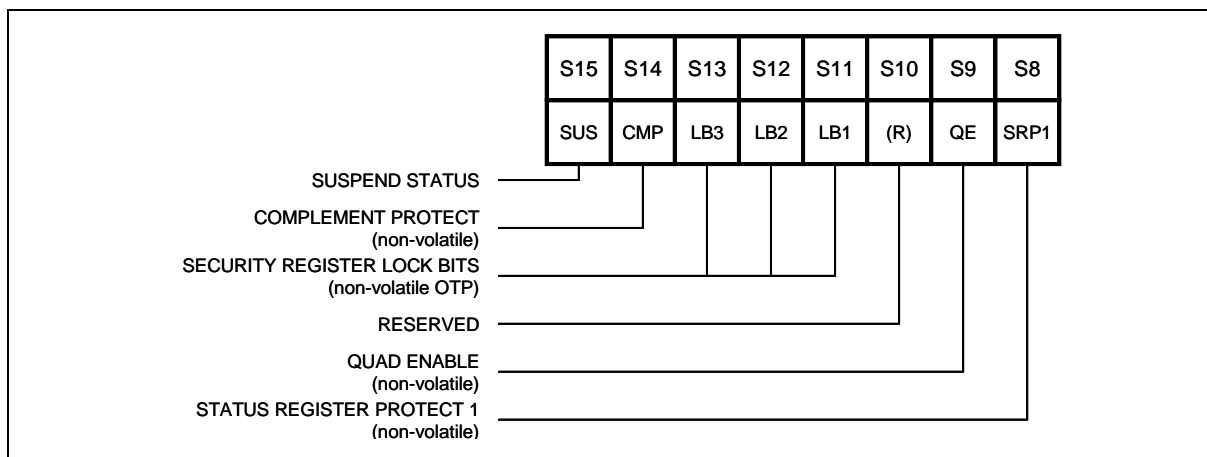 S15 S14 S13 S12 S11 S10 S9 S8
SUS CMP LB3 LB2 LB1 (R) QE SRP1
SUSPEND STATUS
COMPLEMENT PROTECT
(non-volatile)
SECURITY REGISTER LOCK BITS
(non-volatile OTP)
RESERVED
QUAD ENABLE
(non-volatile)
STATUS REGISTER PROTECT 1
(non-volatile)